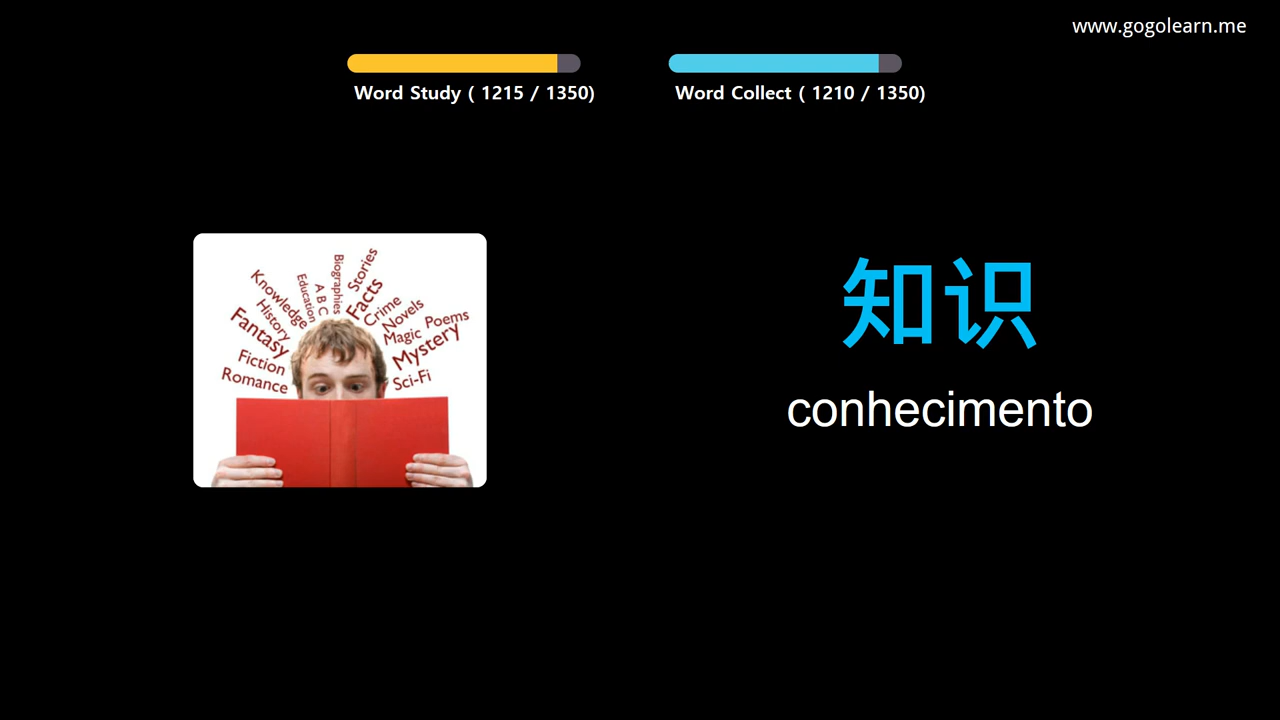 www.gogolearn.me
Word Study ( 1215 / 1350)
Word Collect ( 1210 / 1350)
Knowledge
History
Fantasy
Fiction
Romance
Education
A B C
Biographies
Stories
Facts
Crime
Novels
Magic
Poems
Mystery
Sci-Fi
知识
conhecimento